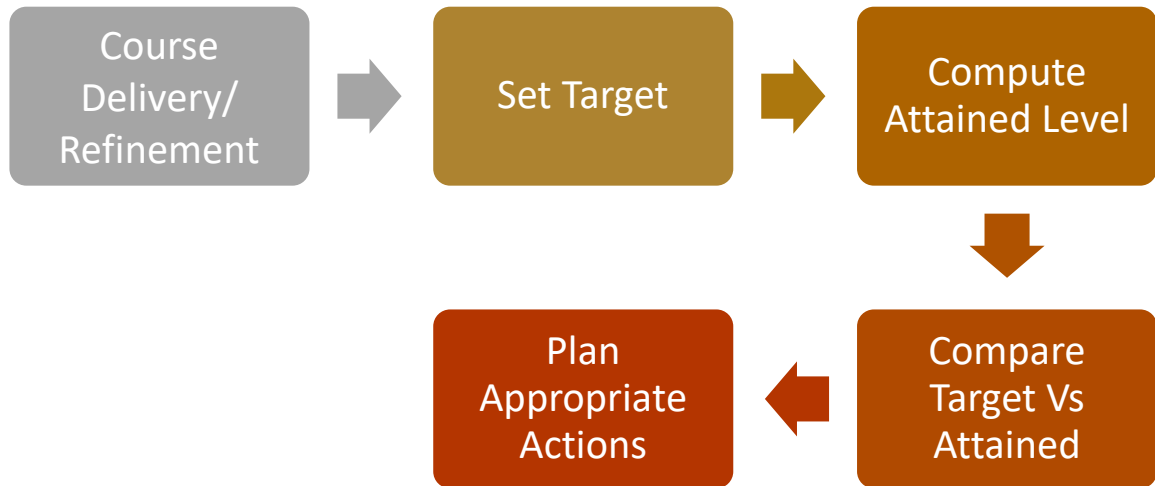 Course
Delivery/
Refinement
Set Target
Compute
Attained Level
Compare
Target Vs
Attained
Plan
Appropriate
Actions